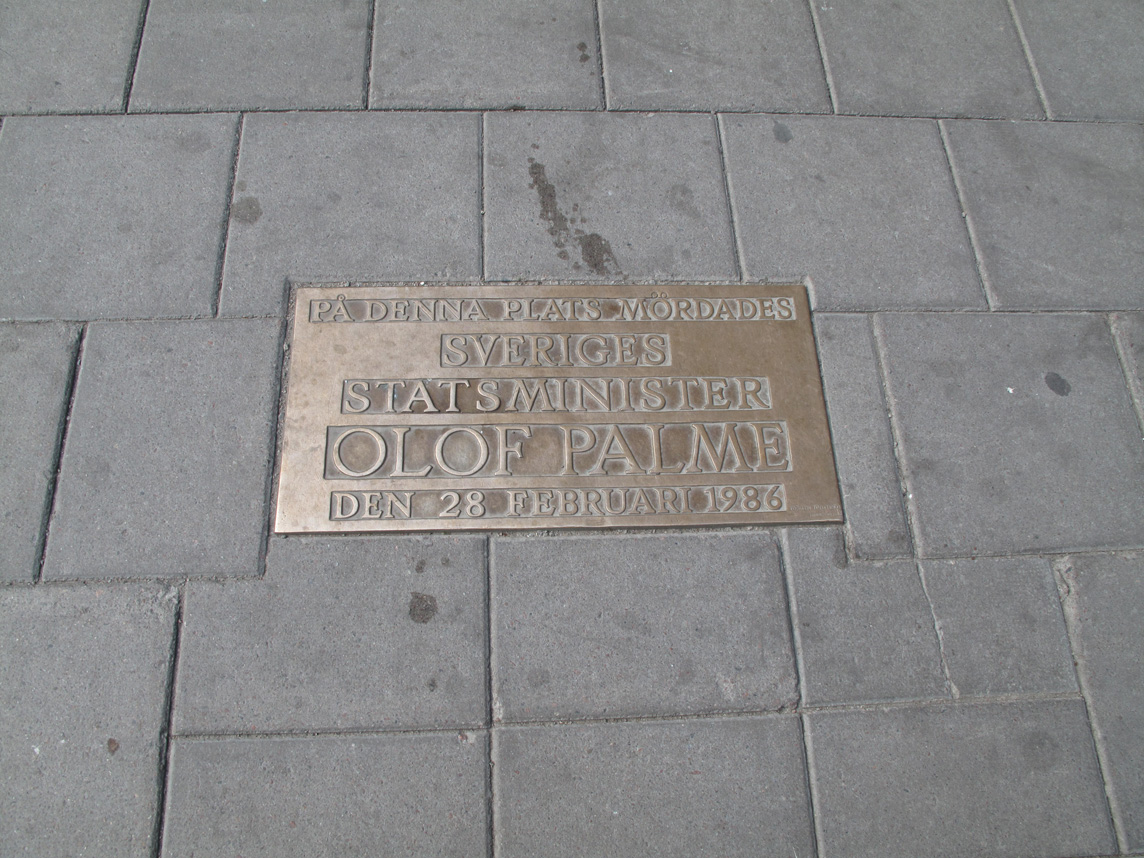 PÅ DENNA PLATS MÖRDADES
SVERIGES
STATSMINISTER
OLOF PALME
DEN 28 FEBRUARI 1986